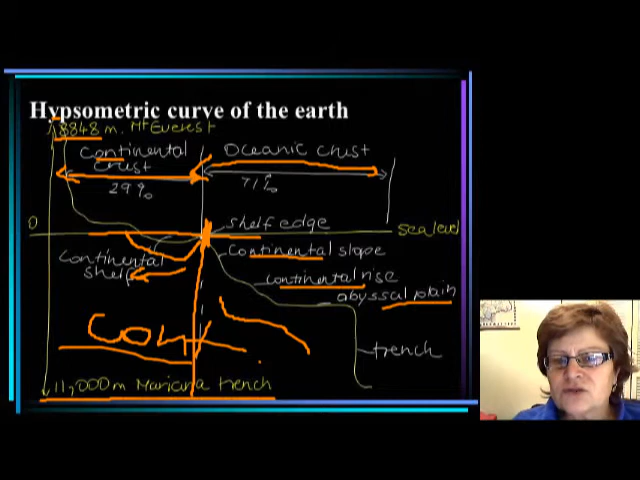 Hypsometric curve of the earth
8848 m. Mt Everest
Continental crust
Oceanic crust
29%
71%
0
shelf edge
sea level
Continental shelf
Continental slope
Continental rise
abyssal plain
trench
11,000 m Mariana trench